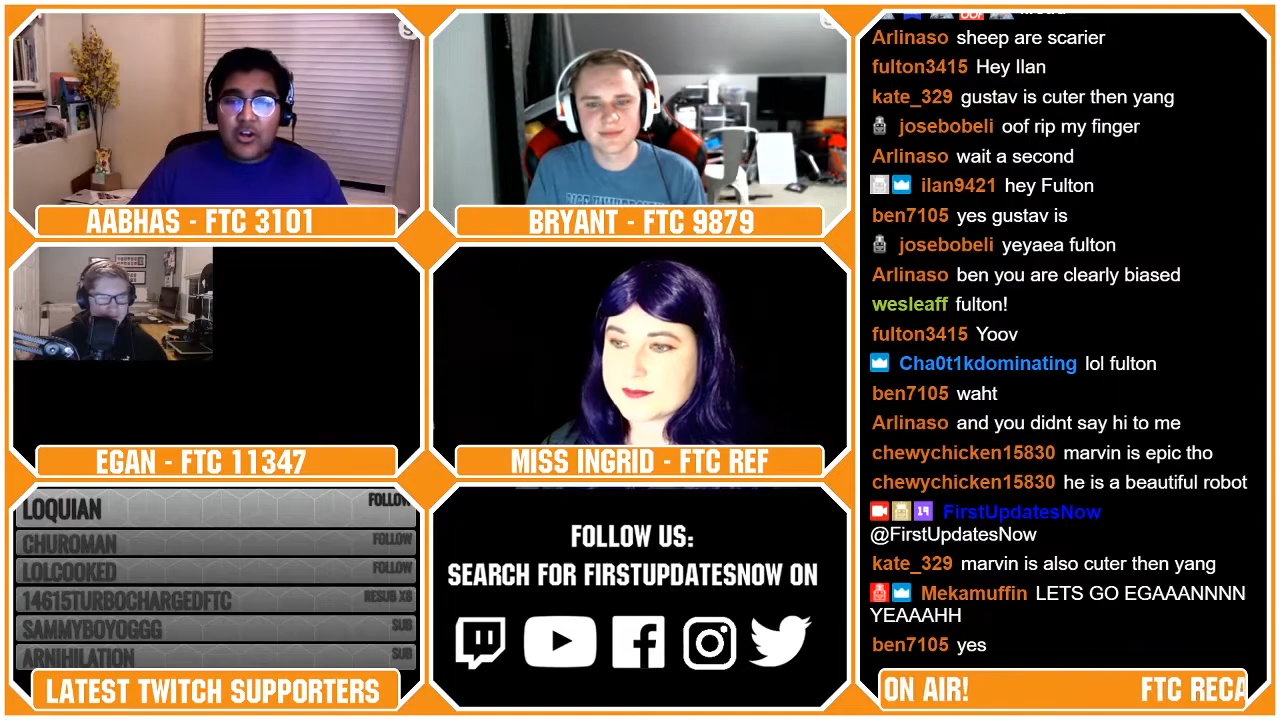 AABHAS - FTC 3101
BRYANT - FTC 9879
EGAN - FTC 11347
MISS INGRID - FTC REF
LOQUIAN FOLLOW
CHUROMAN FOLLOW
LOLCOOKED FOLLOW
14615TURBOCHARGEDFTC RESUB X8
SAMMYBOYOGGG SUB
ARNIHILATION SUB
LATEST TWITCH SUPPORTERS
FOLLOW US:
SEARCH FOR FIRSTUPDATESNOW ON
Arlinaso sheep are scarier
fulton3415 Hey Ilan
kate_329 gustav is cuter then yang
josebobeli oof rip my finger
Arlinaso wait a second
ilan9421 hey Fulton
ben7105 yes gustav is
josebobeli yeyaea fulton
Arlinaso ben you are clearly biased
wesleaff fulton!
fulton3415 Yoov
Cha0t1kdominating lol fulton
ben7105 waht
Arlinaso and you didnt say hi to me
chewychicken15830 marvin is epic tho
chewychicken15830 he is a beautiful robot
19 FirstUpdatesNow
@FirstUpdatesNow
kate_329 marvin is also cuter then yang
Mekamuffin LETS GO EGAAANNNN
YEAAAHH
ben7105 yes
ON AIR! FTC RECA